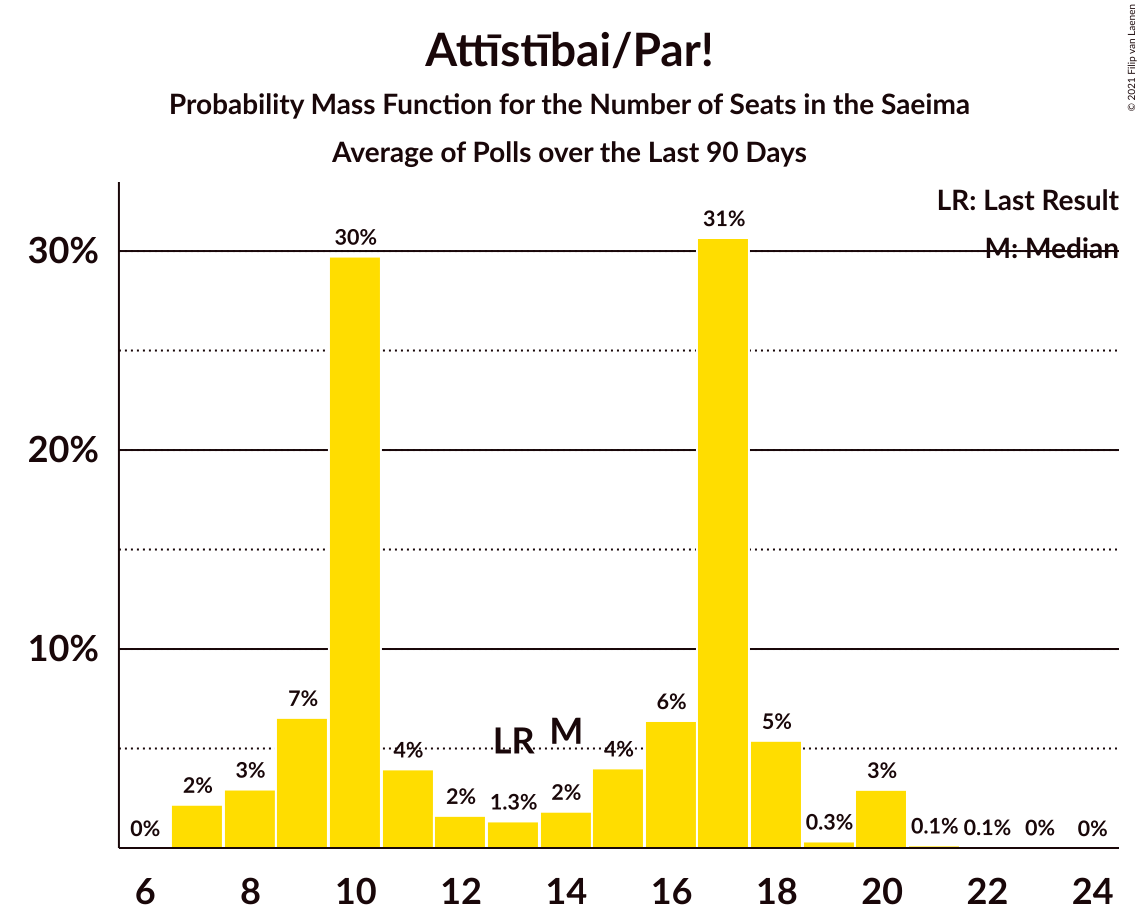 Attīstībai/Par!
Probability Mass Function for the Number of Seats in the Saeima
Average of Polls over the Last 90 Days
© 2021 Filip van Laenen
LR: Last Result
M: Median
30%
20%
10%
0%
2%
3%
7%
30%
4%
2%
1.3%
LR
2%
M
4%
6%
31%
5%
0.3%
3%
0.1%
0.1%
0%
0%
6 8 10 12 14 16 18 20 22 24